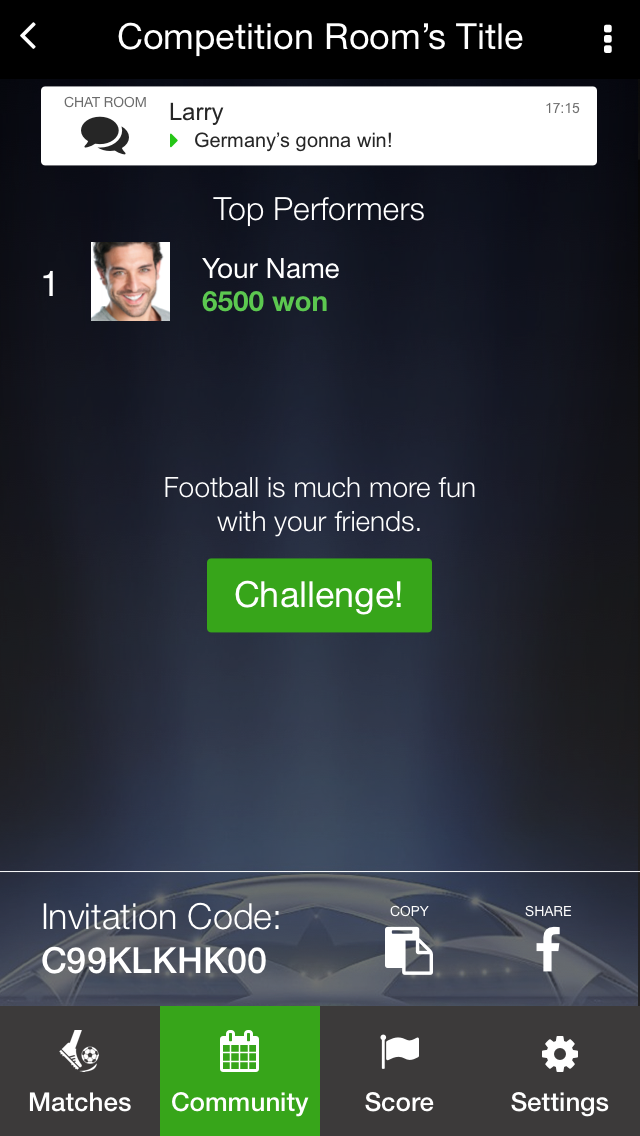 Competition Room’s Title
CHAT ROOM
Larry
17:15
Germany’s gonna win!
Top Performers
1
Your Name
6500 won
Football is much more fun
with your friends.
Challenge!
Invitation Code:
C99KLKHK00
COPY
SHARE
Matches
Community
Score
Settings